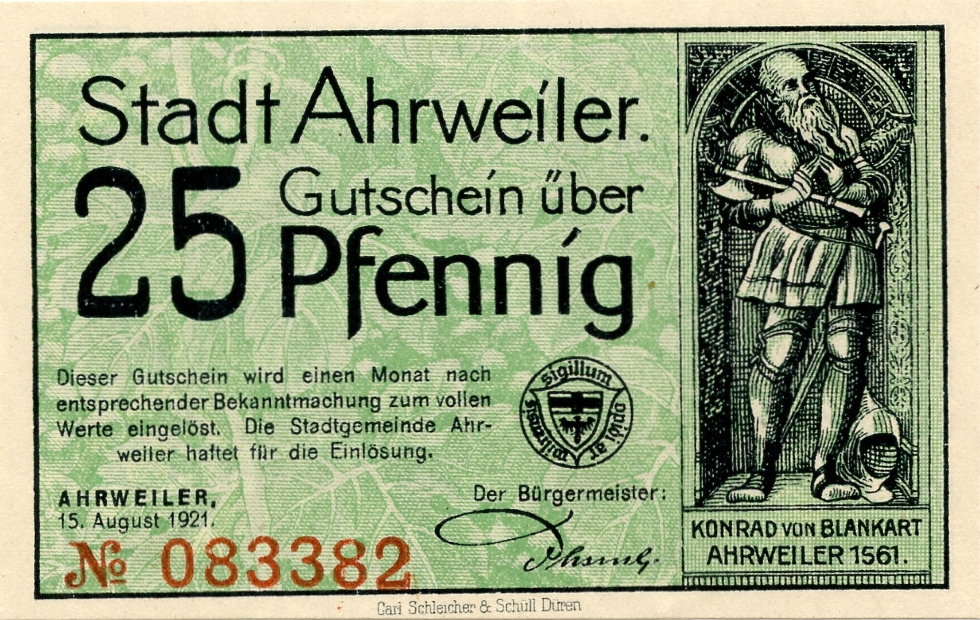 Stadt Ahrweiler.
25 Gutschein über
Pfennig
Dieser Gutschein wird einen Monat nach
entsprechender Bekanntmachung zum vollen
Werte eingelöst. Die Stadtgemeinde Ahr-
weiler haftet für die Einlösung.
Sigillum
AHRWEILER,
15. August 1921.
Der Bürgermeister:
No 083382
KONRAD VON BLANKART
AHRWEILER 1561.
Carl Schleicher & Schüll Düren